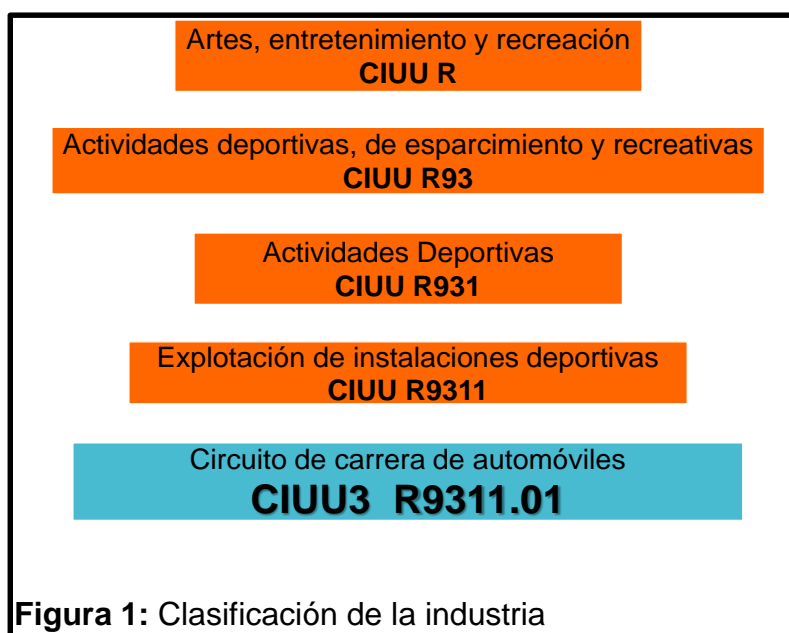 Artes, entretenimiento y recreación
CIUU R
Actividades deportivas, de esparcimiento y recreativas
CIUU R93
Actividades Deportivas
CIUU R931
Explotación de instalaciones deportivas
CIUU R9311
Circuito de carrera de automóviles
CIUU3 R9311.01
Figura 1: Clasificación de la industria